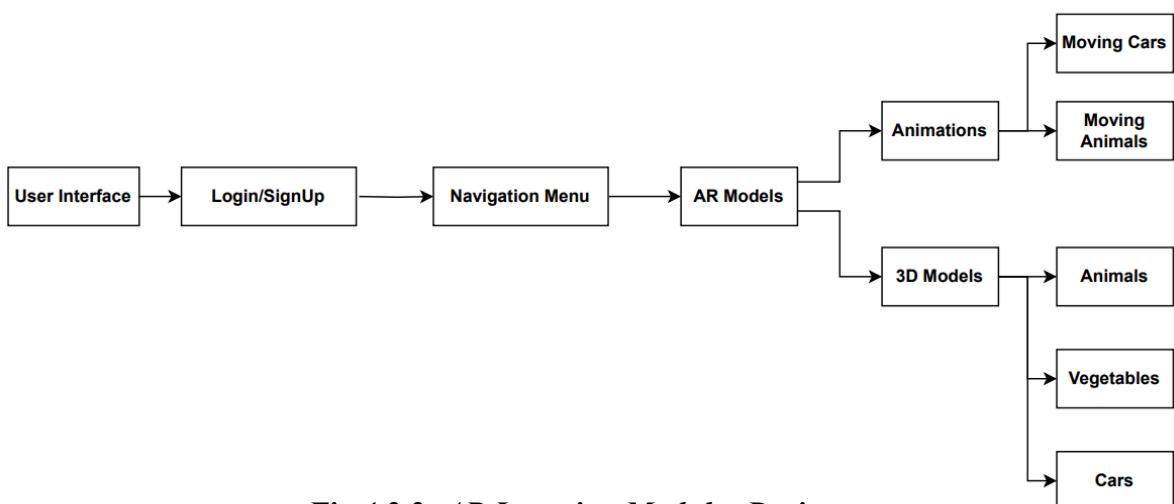 Moving Cars
Animations
Moving
Animals
User Interface
Login/SignUp
Navigation Menu
AR Models
3D Models
Animals
Vegetables
Cars